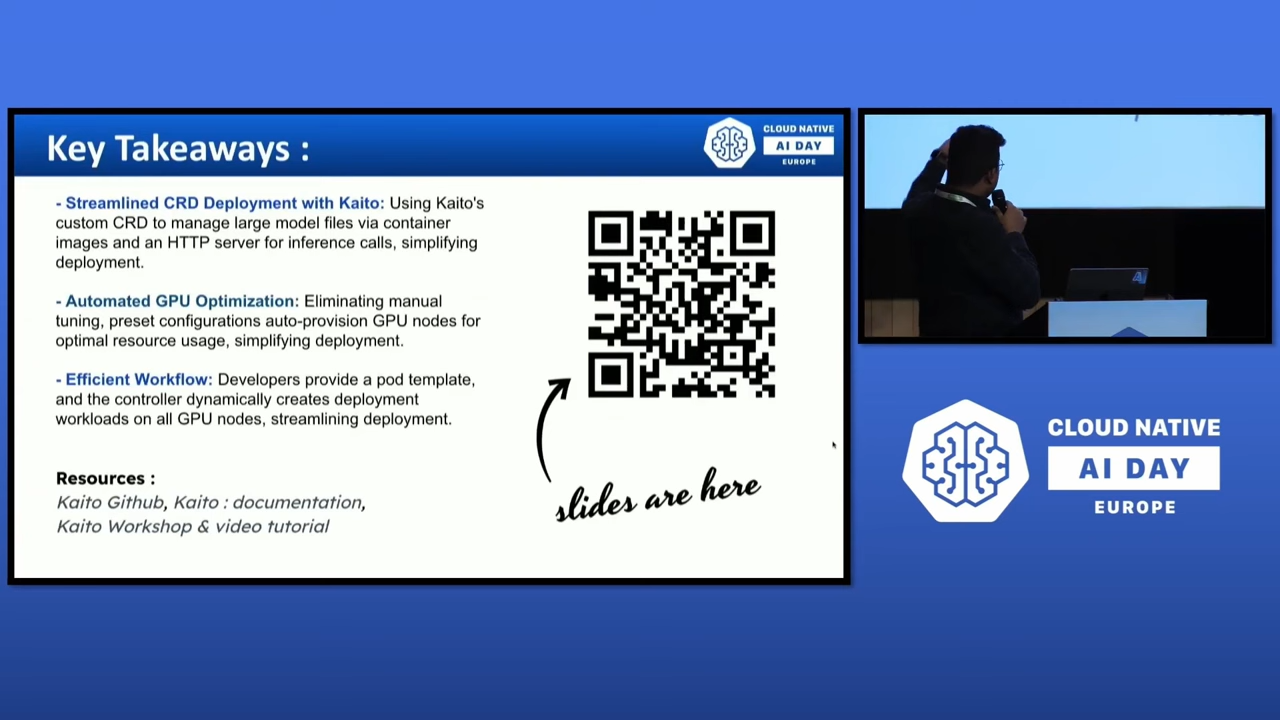 Key Takeaways :
CLOUD NATIVE
AI DAY
EUROPE
- Streamlined CRD Deployment with Kaito: Using Kaito's
custom CRD to manage large model files via container
images and an HTTP server for inference calls, simplifying
deployment.
- Automated GPU Optimization: Eliminating manual
tuning, preset configurations auto-provision GPU nodes for
optimal resource usage, simplifying deployment.
- Efficient Workflow: Developers provide a pod template,
and the controller dynamically creates deployment
workloads on all GPU nodes, streamlining deployment.
Resources :
Kaito Github, Kaito : documentation,
Kaito Workshop & video tutorial
slides are here
CLOUD NATIVE
AI DAY
EUROPE